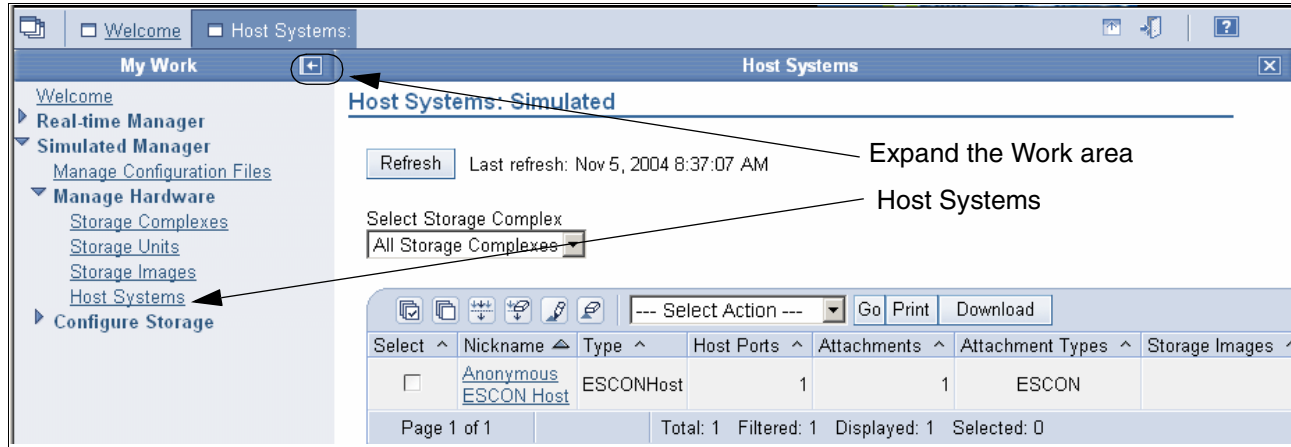 Welcome
Host Systems:
?
My Work
Host Systems
Welcome
Real-time Manager
Simulated Manager
Manage Configuration Files
Manage Hardware
Storage Complexes
Storage Units
Storage Images
Host Systems
Configure Storage
Host Systems: Simulated
Refresh Last refresh: Nov 5, 2004 8:37:07 AM
Expand the Work area
Host Systems
Select Storage Complex
All Storage Complexes
--- Select Action --- Go Print Download
Select ^ Nickname Type ^ Host Ports ^ Attachments ^ Attachment Types ^ Storage Images ^
Anonymous
ESCON Host
ESCONHost 1 1 ESCON
Page 1 of 1 Total: 1 Filtered: 1 Displayed: 1 Selected: 0